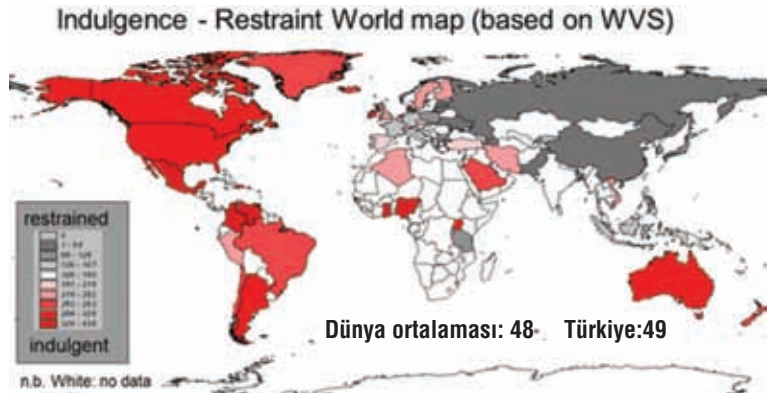 Indulgence - Restraint World map (based on WVS)
restrained
indulgent
Dünya ortalaması: 48 Türkiye:49
n.b. White: no data